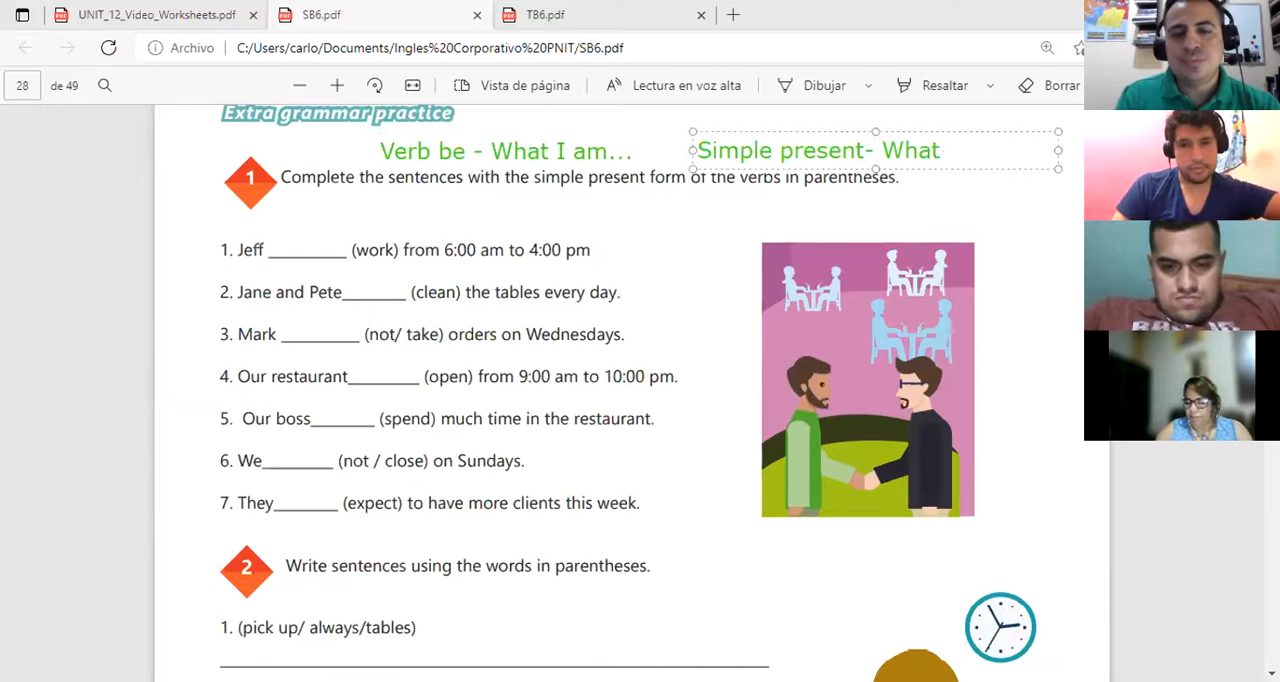 UNIT_12_Video_Worksheets.pdf
SB6.pdf
TB6.pdf
Archivo
C:/Users/carlo/Documents/Ingles%20Corporativo%20PNIT/SB6.pdf
28 de 49
Vista de página
Lectura en voz alta
Dibujar
Resaltar
Borrar
Extra grammar practice
Verb be - What I am...
Simple present- What
1 Complete the sentences with the simple present form of the verbs in parentheses.
1. Jeff _________ (work) from 6:00 am to 4:00 pm
2. Jane and Pete_______ (clean) the tables every day.
3. Mark _________ (not/ take) orders on Wednesdays.
4. Our restaurant________ (open) from 9:00 am to 10:00 pm.
5. Our boss_______ (spend) much time in the restaurant.
6. We________ (not / close) on Sundays.
7. They_______ (expect) to have more clients this week.
2 Write sentences using the words in parentheses.
1. (pick up/ always/tables)